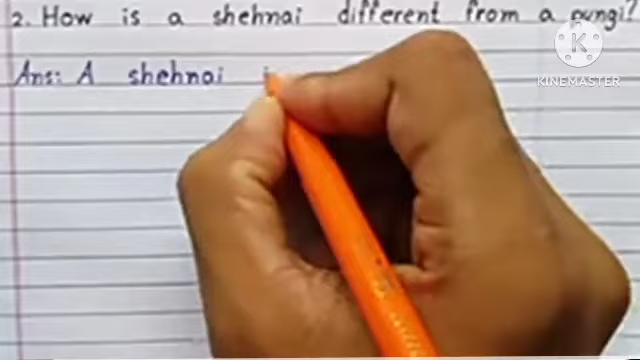 2. How is a shehnai different from a pungi?
Ans: A shehnai i
K
KINEMASTER